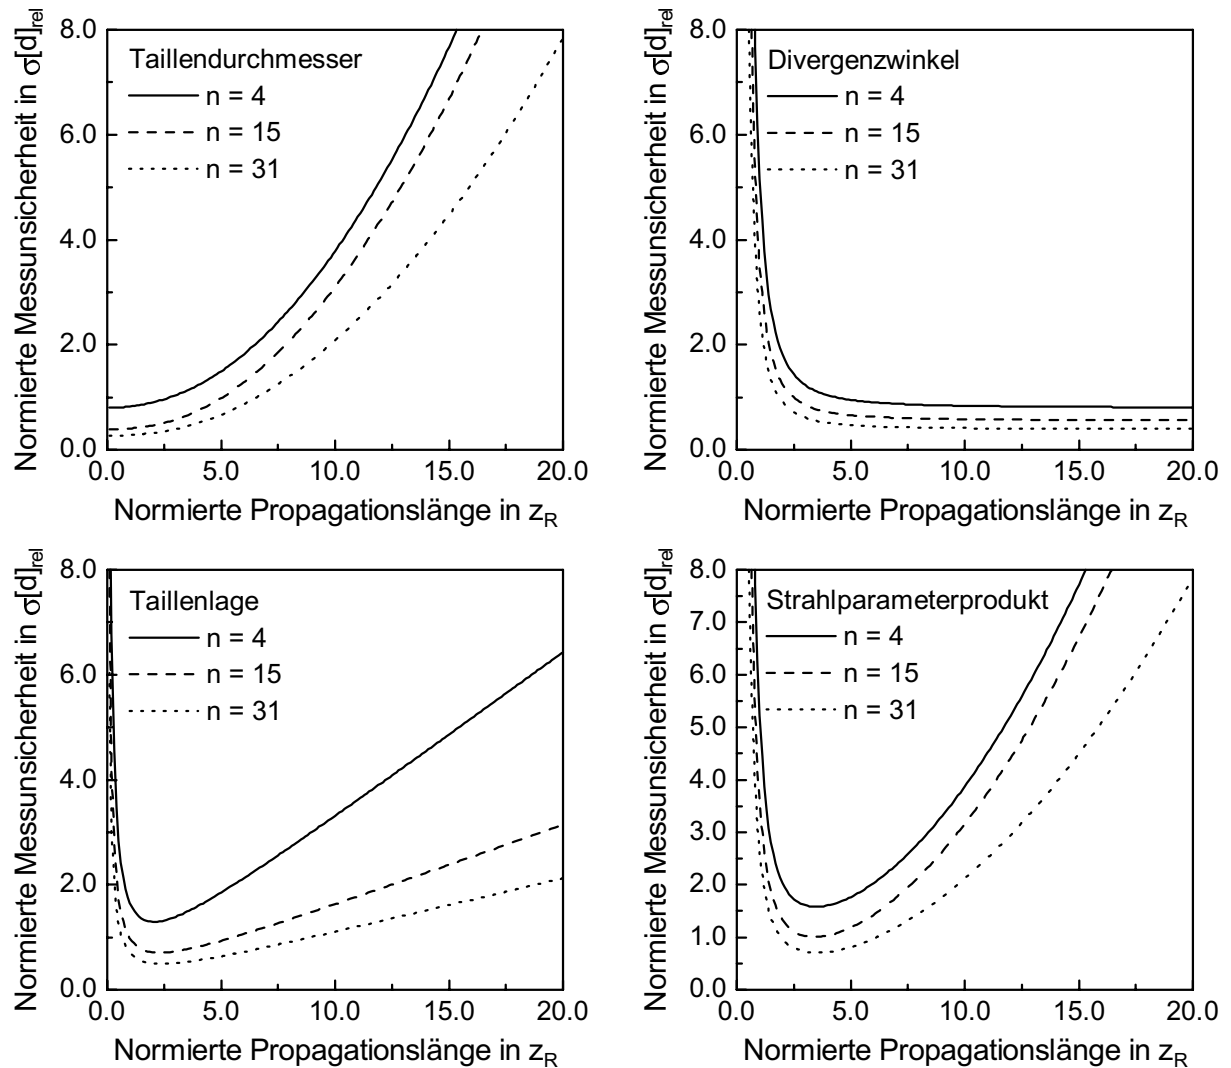 Normierte Messunsicherheit in σ[d]rel
8.0
6.0
4.0
2.0
0.0
Taillendurchmesser
n = 4
n = 15
n = 31
0.0 5.0 10.0 15.0 20.0
Normierte Propagationslänge in zR
Normierte Messunsicherheit in σ[d]rel
8.0
6.0
4.0
2.0
0.0
Divergenzwinkel
n = 4
n = 15
n = 31
0.0 5.0 10.0 15.0 20.0
Normierte Propagationslänge in zR
Normierte Messunsicherheit in σ[d]rel
8.0
6.0
4.0
2.0
0.0
Taillenlage
n = 4
n = 15
n = 31
0.0 5.0 10.0 15.0 20.0
Normierte Propagationslänge in zR
Normierte Messunsicherheit in σ[d]rel
8.0
7.0
6.0
5.0
4.0
3.0
2.0
1.0
0.0
Strahlparameterprodukt
n = 4
n = 15
n = 31
0.0 5.0 10.0 15.0 20.0
Normierte Propagationslänge in zR